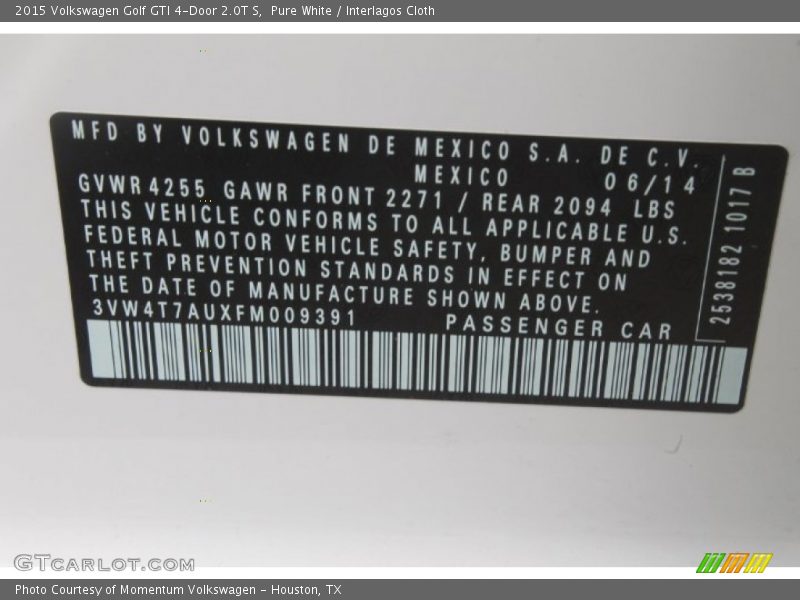 2015 Volkswagen Golf GTI 4-Door 2.0T S,  Pure White / Interlagos Cloth
MFD BY VOLKSWAGEN DE MEXICO S.A. DE C.V.
MEXICO 06/14
GVWR 4255 GAWR FRONT 2271 / REAR 2094 LBS
THIS VEHICLE CONFORMS TO ALL APPLICABLE U.S.
FEDERAL MOTOR VEHICLE SAFETY, BUMPER AND
THEFT PREVENTION STANDARDS IN EFFECT ON
THE DATE OF MANUFACTURE SHOWN ABOVE.
3VW4T7AUXFM009391 PASSENGER CAR
2538182 1017 B
GTCARLOT.COM
Photo Courtesy of Momentum Volkswagen - Houston, TX